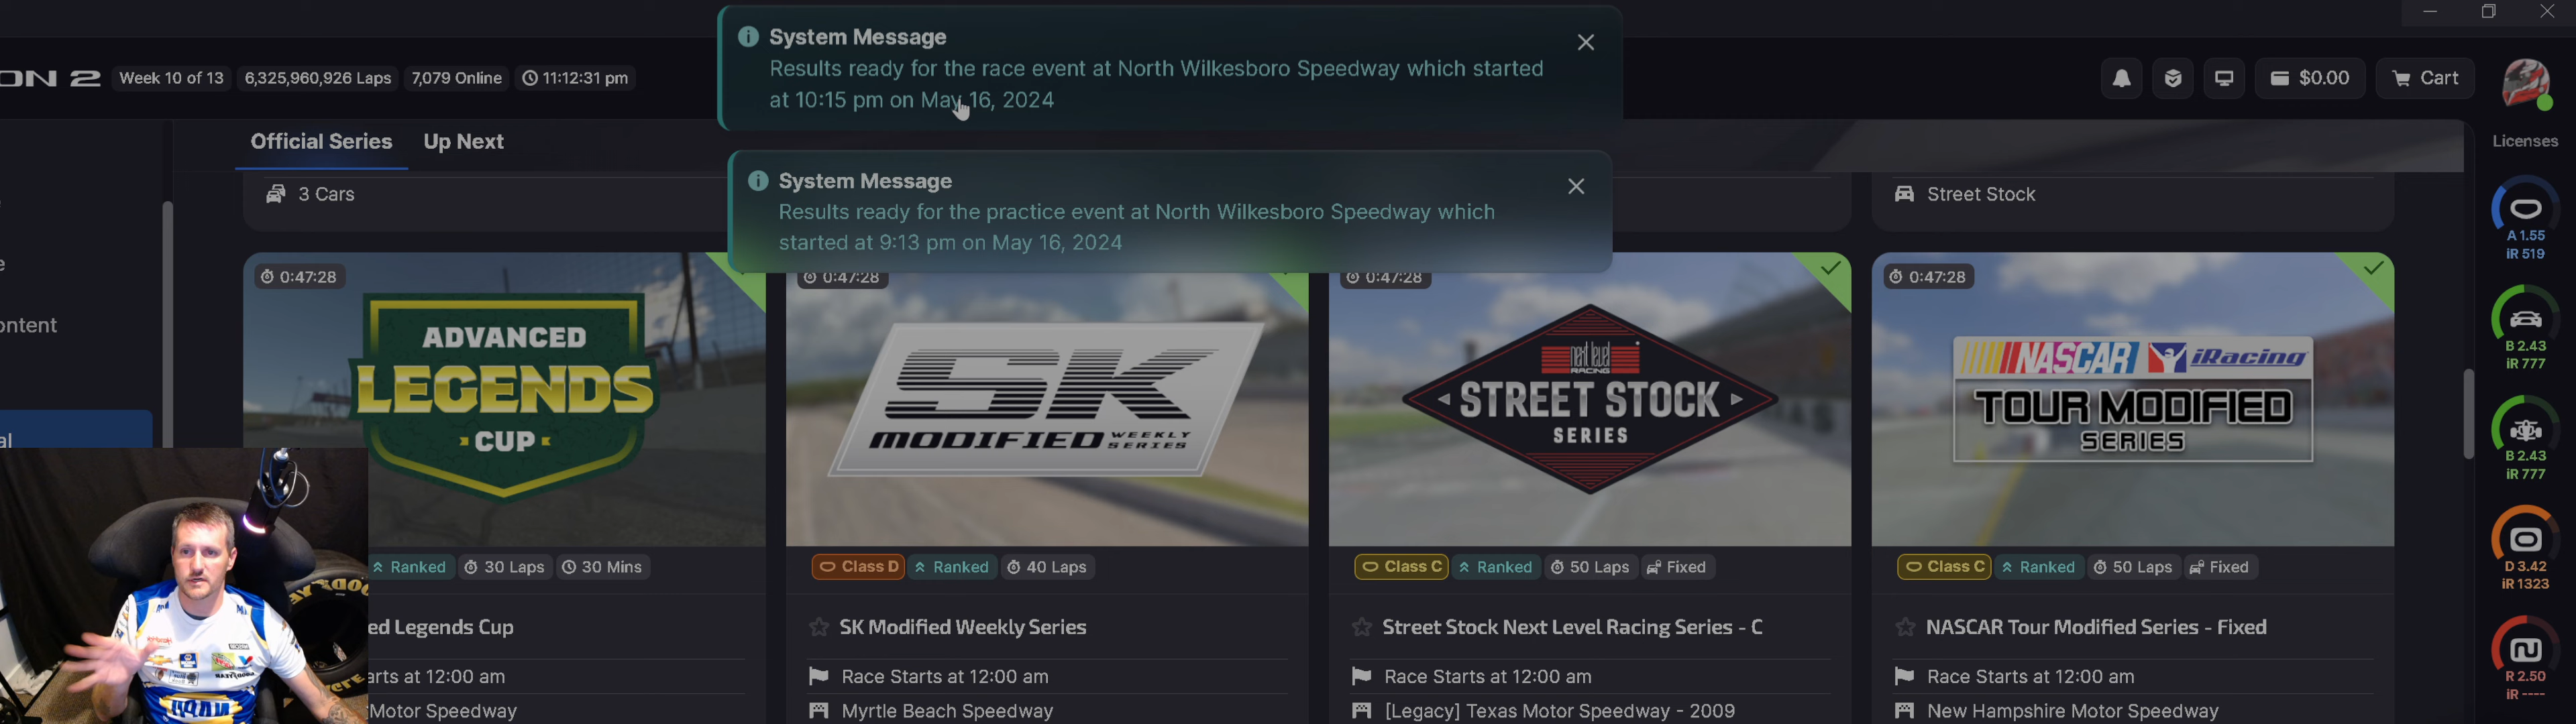 System Message
Results ready for the race event at North Wilkesboro Speedway which started
at 10:15 pm on May 16, 2024
ON 2
Week 10 of 13
6,325,960,926 Laps
7,079 Online
11:12:31 pm
$0.00
Cart
Official Series
Up Next
Licenses
System Message
Results ready for the practice event at North Wilkesboro Speedway which
started at 9:13 pm on May 16, 2024
3 Cars
Street Stock
A 1.55
iR 519
B 2.43
iR 777
B 2.43
iR 777
D 3.42
iR 1323
R 2.50
iR ----
e
ontent
al
0:47:28
ADVANCED
LEGENDS
CUP
Ranked
30 Laps
30 Mins
ed Legends Cup
arts at 12:00 am
Motor Speedway
0:47:28
SK
MODIFIED WEEKLY SERIES
Class D
Ranked
40 Laps
SK Modified Weekly Series
Race Starts at 12:00 am
Myrtle Beach Speedway
0:47:28
next level
RACING
STREET STOCK
SERIES
Class C
Ranked
50 Laps
Fixed
Street Stock Next Level Racing Series - C
Race Starts at 12:00 am
[Legacy] Texas Motor Speedway - 2009
0:47:28
NASCAR iRacing
TOUR MODIFIED
SERIES
Class C
Ranked
50 Laps
Fixed
NASCAR Tour Modified Series - Fixed
Race Starts at 12:00 am
New Hampshire Motor Speedway
NAPA